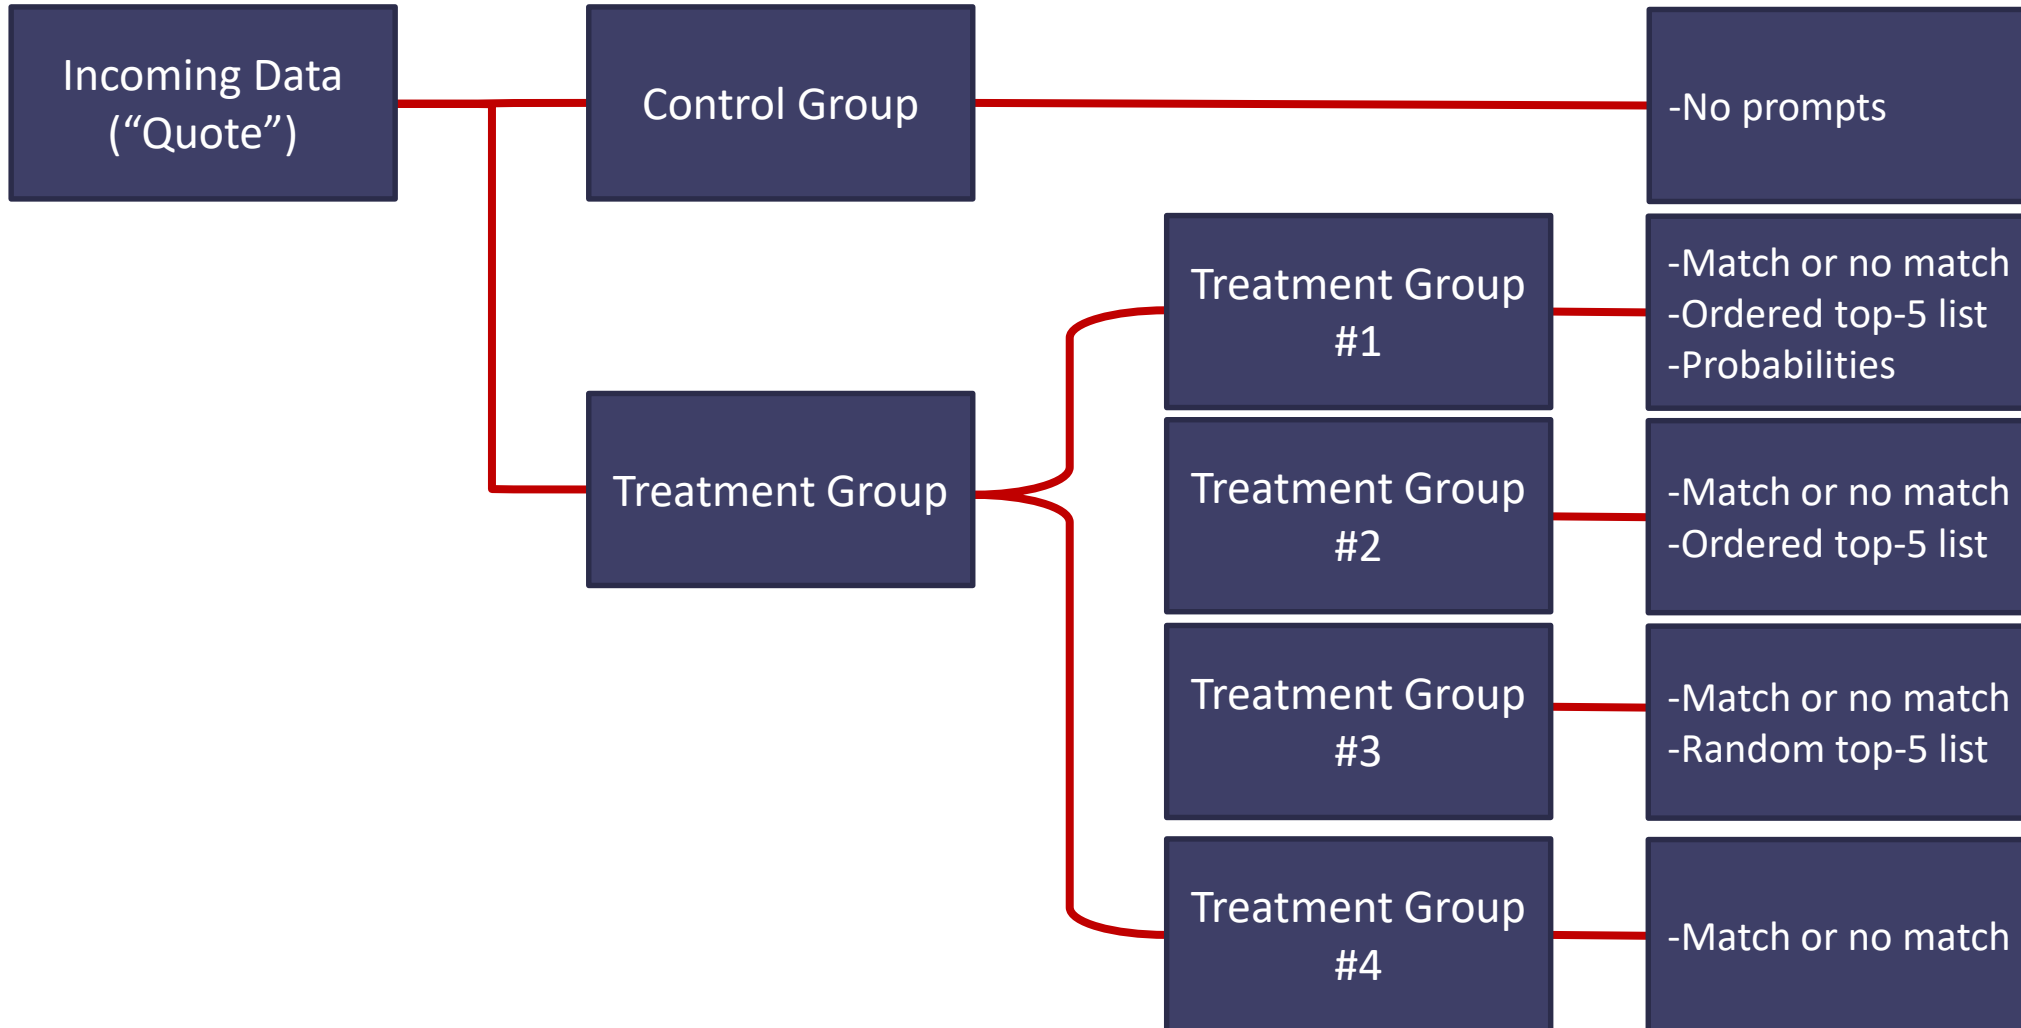 Incoming Data
(“Quote”)
Control Group
-No prompts
Treatment Group
Treatment Group
#1
-Match or no match
-Ordered top-5 list
-Probabilities
Treatment Group
#2
-Match or no match
-Ordered top-5 list
Treatment Group
#3
-Match or no match
-Random top-5 list
Treatment Group
#4
-Match or no match